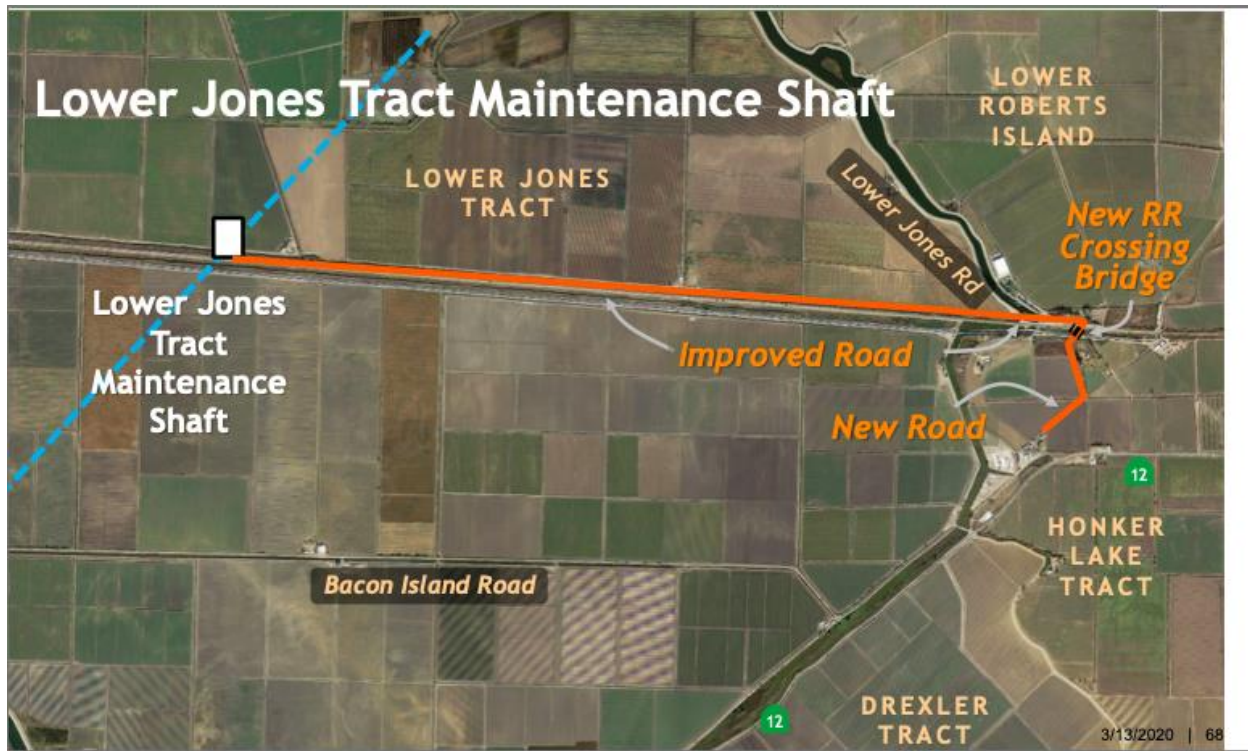 Lower Jones Tract Maintenance Shaft
LOWER
ROBERTS
ISLAND
LOWER JONES
TRACT
Lower Jones Rd
New RR
Crossing
Bridge
Lower Jones
Tract
Maintenance
Shaft
Improved Road
New Road
12
HONKER
LAKE
TRACT
Bacon Island Road
12
DREXLER
TRACT
3/13/2020 | 68